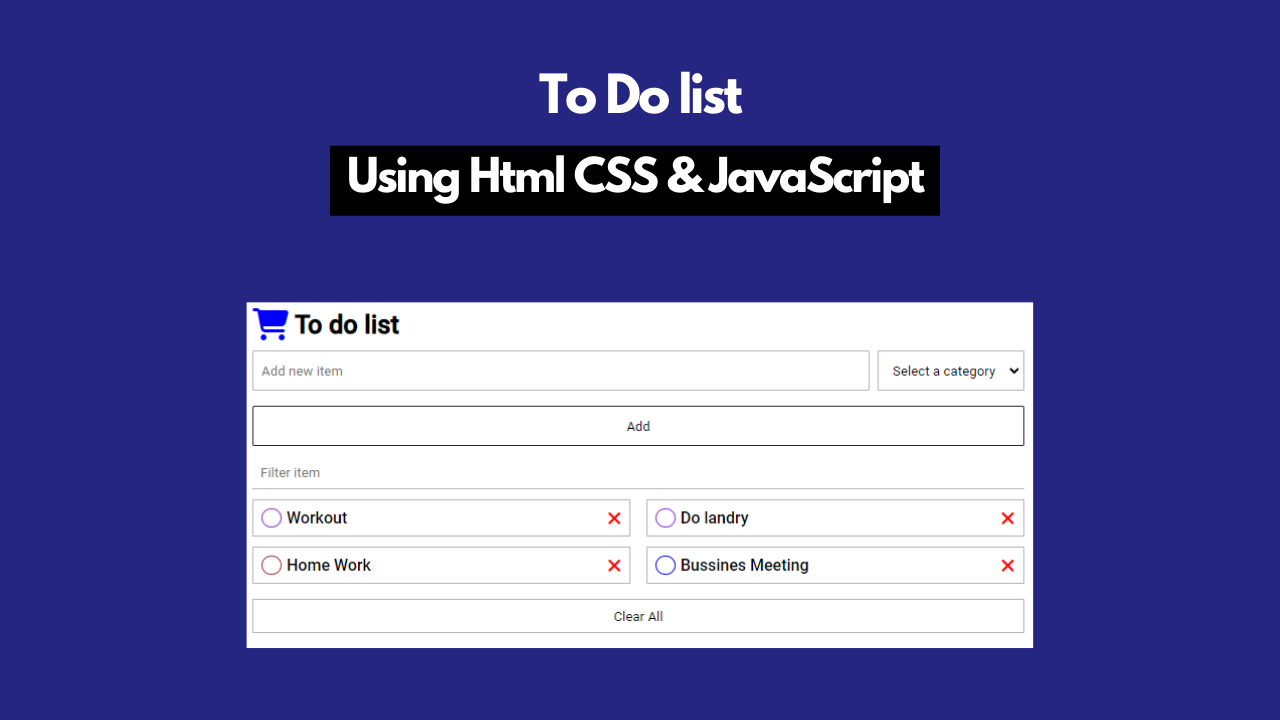 To Do list
Using Html CSS & JavaScript
To do list
Add new item
Select a category
Add
Filter item
Workout
Do landry
Home Work
Bussines Meeting
Clear All